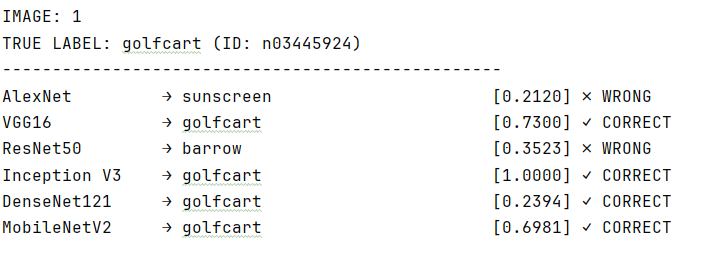 IMAGE: 1
TRUE LABEL: golfcart (ID: n03445924)
--------------------------------------------------
AlexNet → sunscreen [0.2120] ✗ WRONG
VGG16 → golfcart [0.7300] ✓ CORRECT
ResNet50 → barrow [0.3523] ✗ WRONG
Inception V3 → golfcart [1.0000] ✓ CORRECT
DenseNet121 → golfcart [0.2394] ✓ CORRECT
MobileNetV2 → golfcart [0.6981] ✓ CORRECT